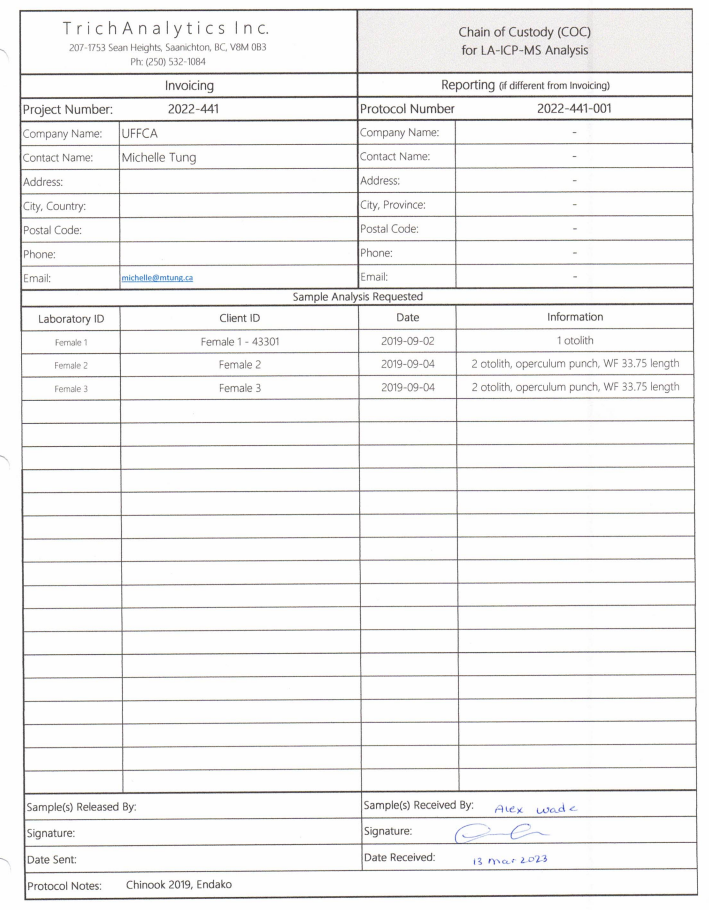 TrichAnalytics Inc.
207-1753 Sean Heights, Saanichton, BC, V8M 0B3
Ph: (250) 532-1084
Chain of Custody (COC)
for LA-ICP-MS Analysis
Invoicing Reporting (if different from Invoicing)
Project Number: 2022-441 Protocol Number 2022-441-001
Company Name: UFFCA Company Name: -
Contact Name: Michelle Tung Contact Name: -
Address: Address: -
City, Country: City, Province: -
Postal Code: Postal Code: -
Phone: Phone: -
Email: michelle@mtung.ca Email: -
Sample Analysis Requested
Laboratory ID Client ID Date Information
Female 1 Female 1 - 43301 2019-09-02 1 otolith
Female 2 Female 2 2019-09-04 2 otolith, operculum punch, WF 33.75 length
Female 3 Female 3 2019-09-04 2 otolith, operculum punch, WF 33.75 length
Sample(s) Released By: Sample(s) Received By: Alex Wade
Signature: Signature:
Date Sent: Date Received: 13 Mar 2023
Protocol Notes: Chinook 2019, Endako